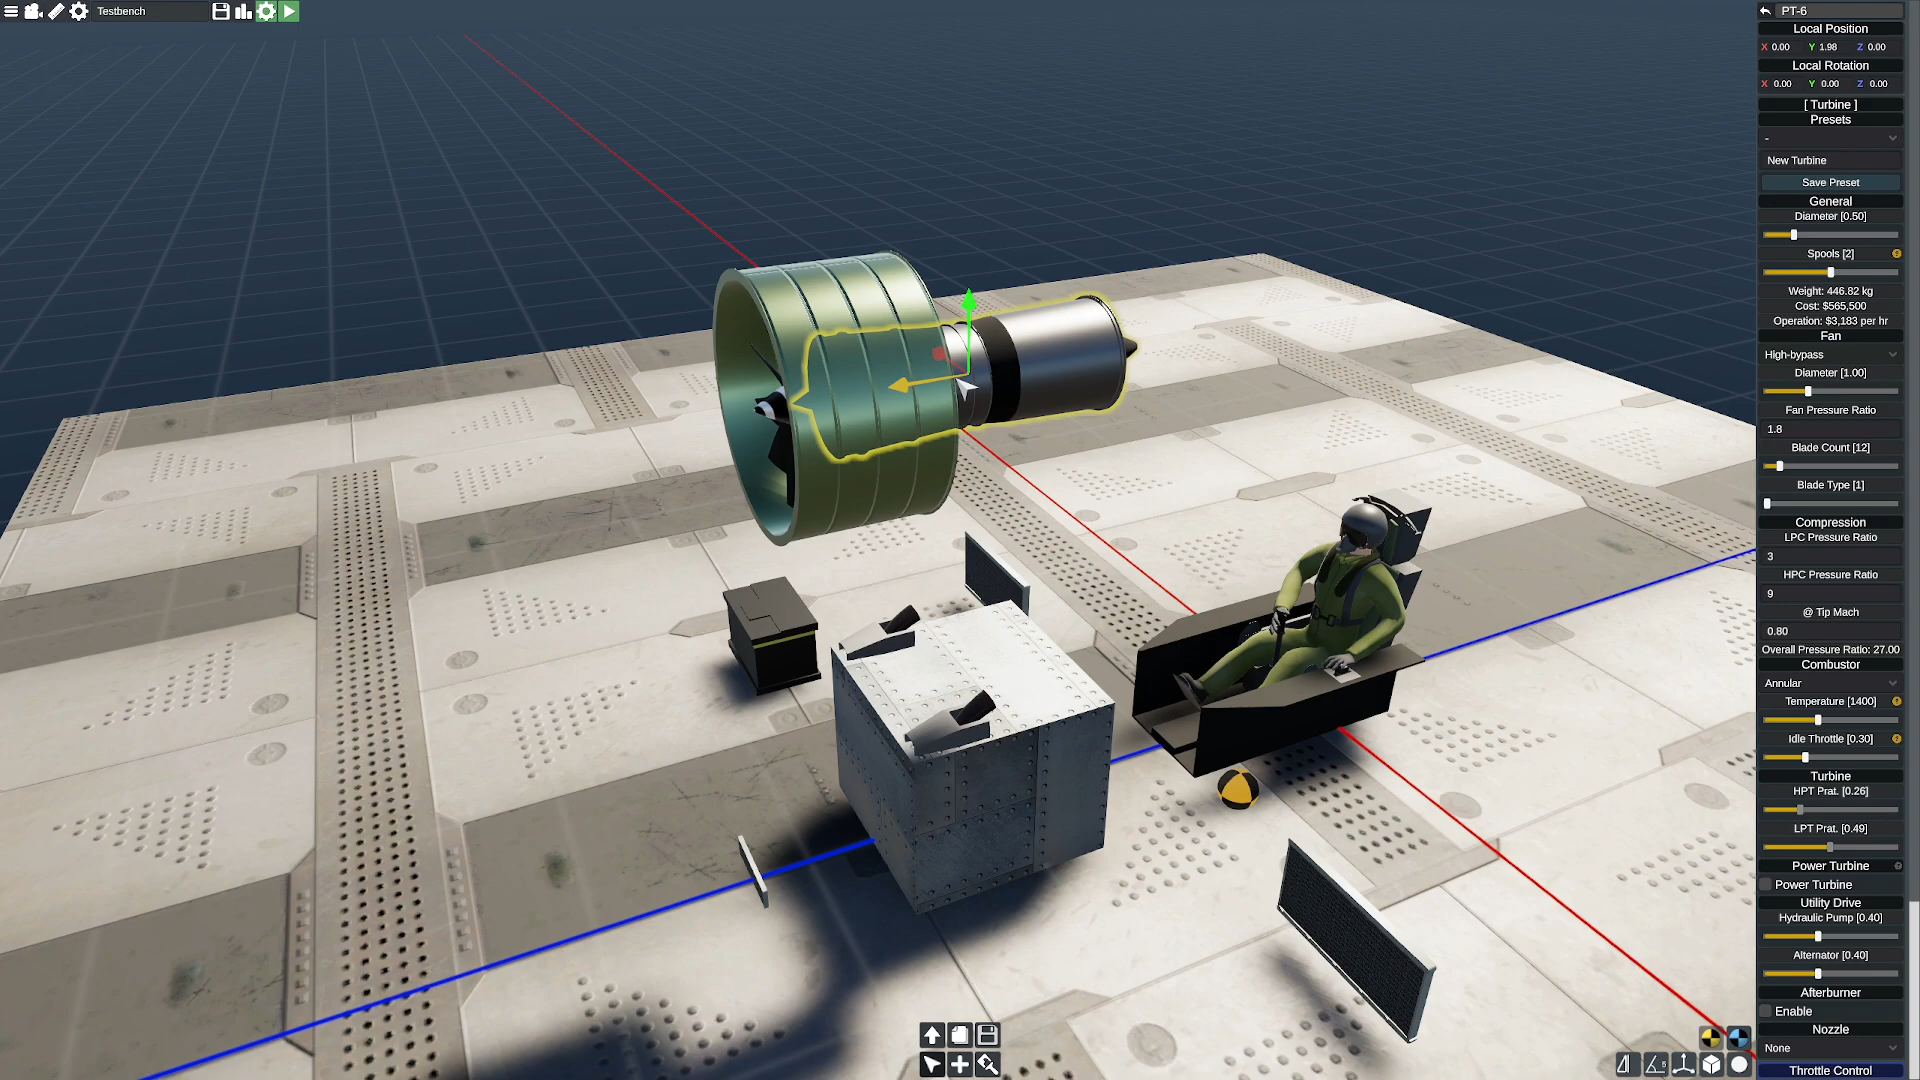 Testbench
PT-6
Local Position
X 0.00 Y 1.98 Z 0.00
Local Rotation
X 0.00 Y 0.00 Z 0.00
[ Turbine ]
Presets
-
New Turbine
Save Preset
General
Diameter [0.50]
Spools [2]
Weight: 446.82 kg
Cost: $565,500
Operation: $3,183 per hr
Fan
High-bypass
Diameter [1.00]
Fan Pressure Ratio
1.8
Blade Count [12]
Blade Type [1]
Compression
LPC Pressure Ratio
3
HPC Pressure Ratio
9
@ Tip Mach
0.80
Overall Pressure Ratio: 27.00
Combustor
Annular
Temperature [1400]
Idle Throttle [0.30]
Turbine
HPT Prat. [0.26]
LPT Prat. [0.49]
Power Turbine
Power Turbine
Utility Drive
Hydraulic Pump [0.40]
Alternator [0.40]
Afterburner
Enable
Nozzle
None
Throttle Control